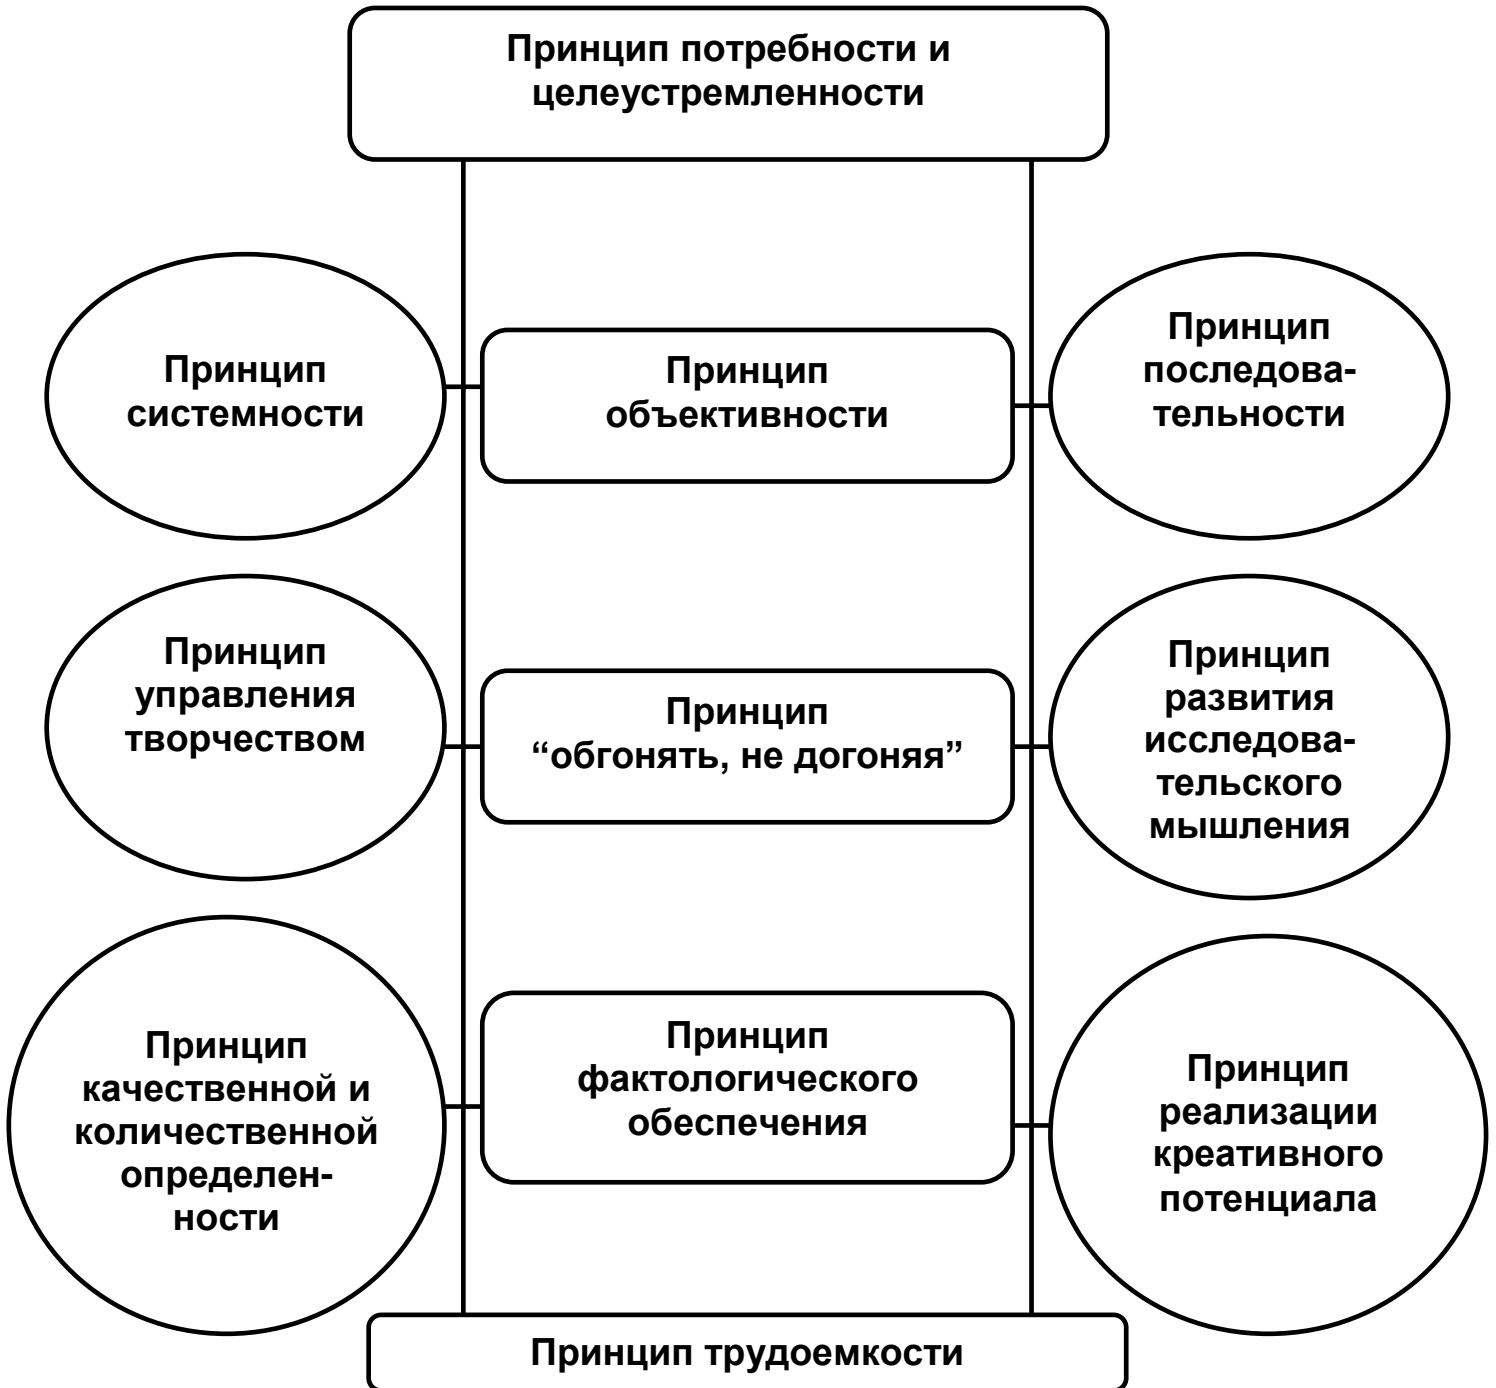 Принцип потребности и
целеустремленности
Принцип
системности
Принцип
объективности
Принцип
последова-
тельности
Принцип
управления
творчеством
Принцип
“обгонять, не догоняя”
Принцип
развития
исследова-
тельского
мышления
Принцип
качественной и
количественной
определен-
ности
Принцип
фактологического
обеспечения
Принцип
реализации
креативного
потенциала
Принцип трудоемкости